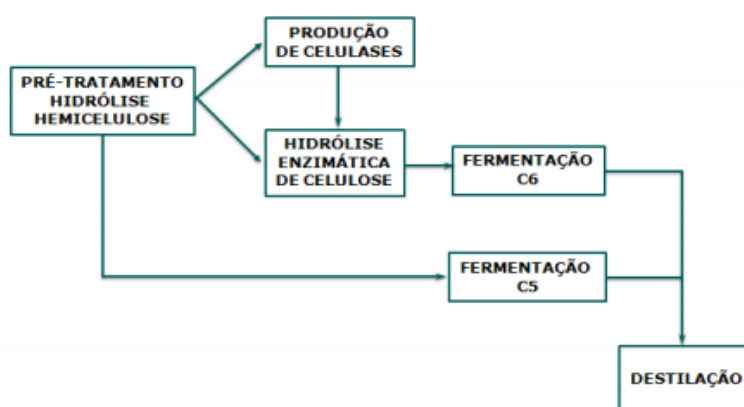 PRODUÇÃO
DE CELULASES
PRÉ-TRATAMENTO
HIDRÓLISE
HEMICELULOSE
HIDRÓLISE
ENZIMÁTICA
DE CELULOSE
FERMENTAÇÃO
C6
FERMENTAÇÃO
C5
DESTILAÇÃO